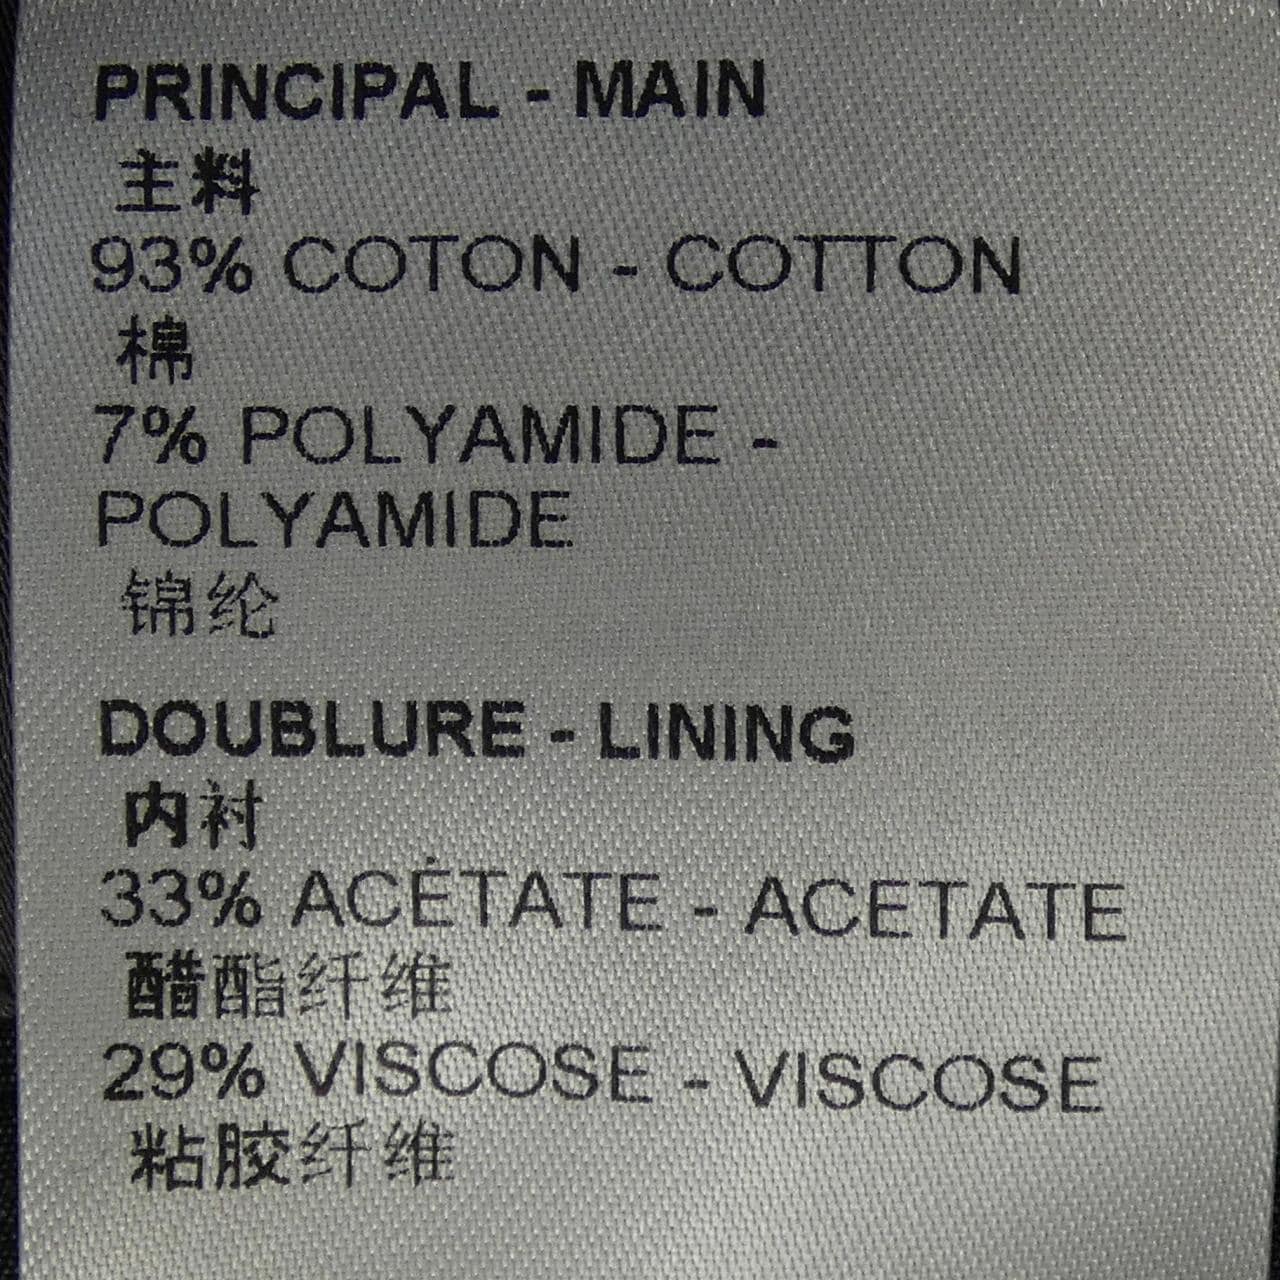 PRINCIPAL - MAIN
主料
93% COTON - COTTON
棉
7% POLYAMIDE -
POLYAMIDE
锦纶
DOUBLURE - LINING
内衬
33% ACÉTATE - ACETATE
醋酯纤维
29% VISCOSE - VISCOSE
粘胶纤维